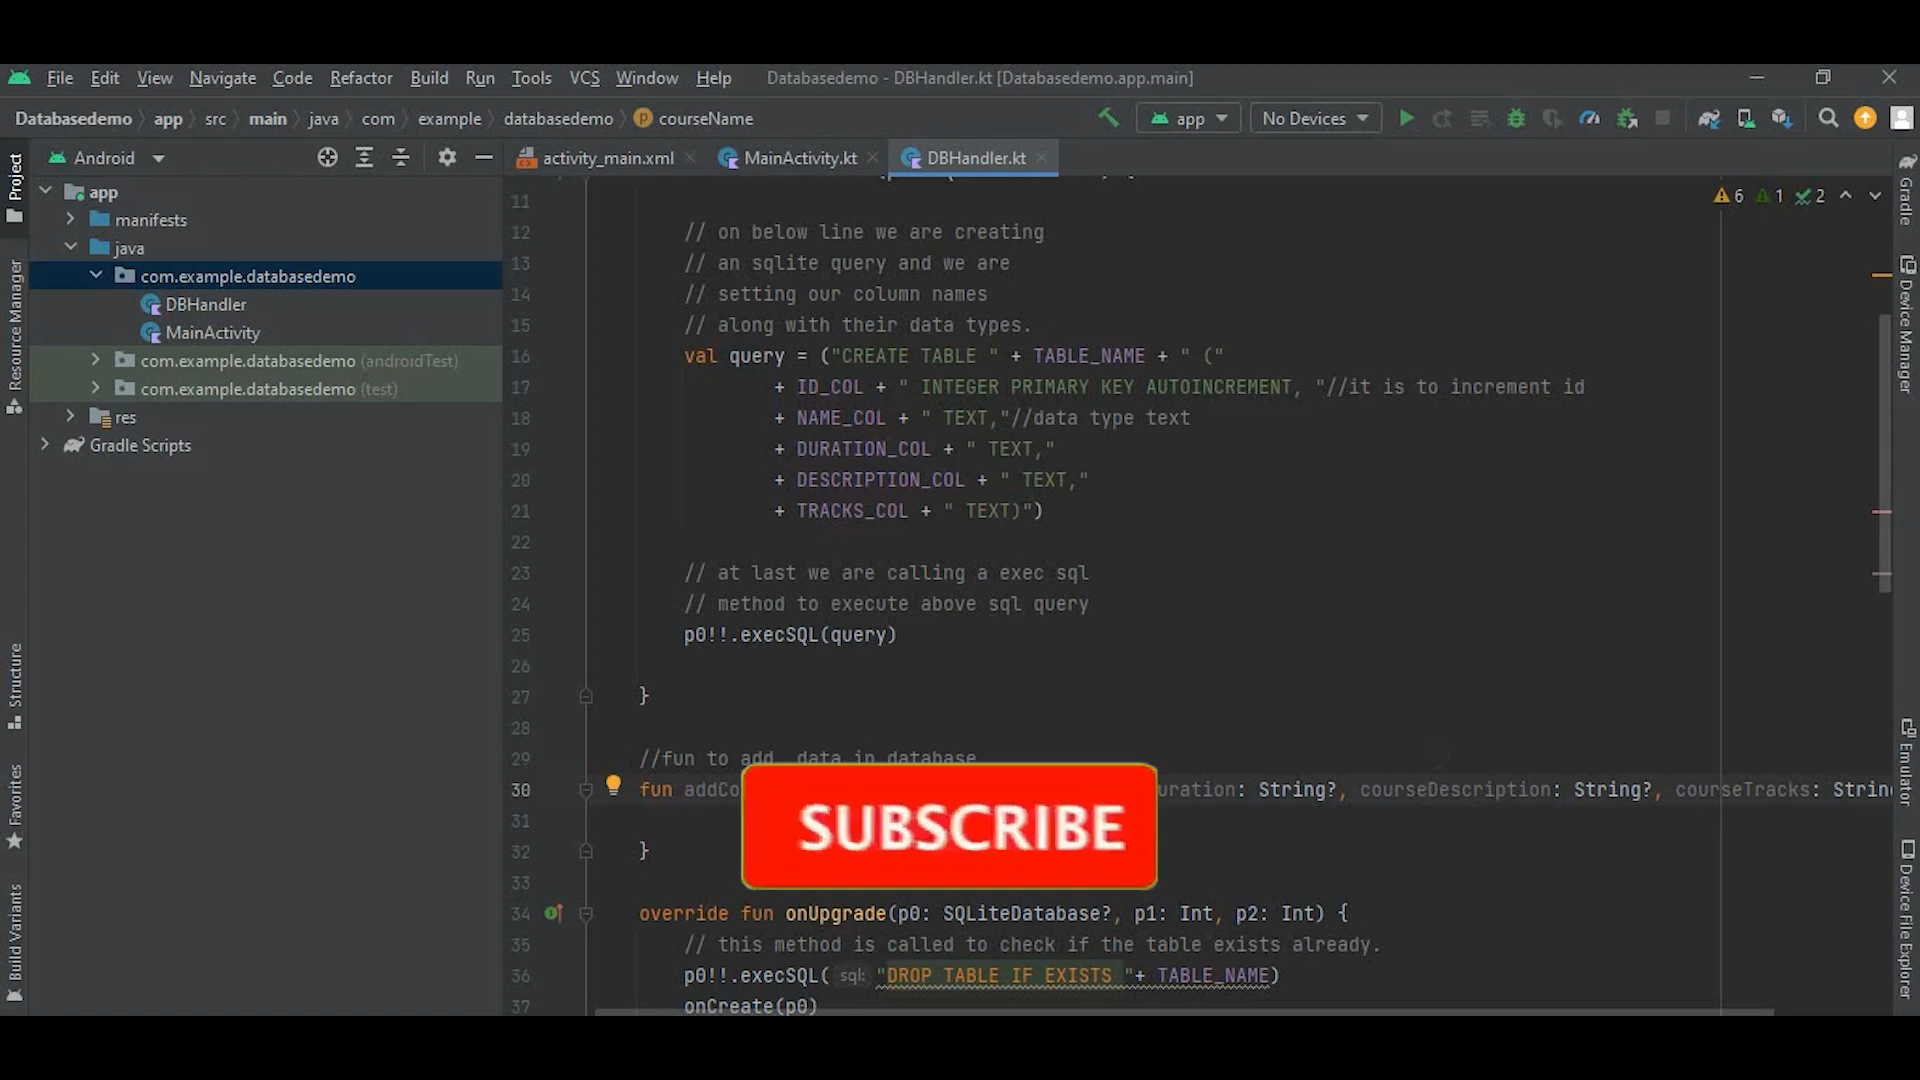 File Edit View Navigate Code Refactor Build Run Tools VCS Window Help Databasedemo - DBHandler.kt [Databasedemo.app.main]
Databasedemo app src main java com example databasedemo courseName app No Devices
Project
Android
activity_main.xml MainActivity.kt DBHandler.kt
app
manifests
java
com.example.databasedemo
DBHandler
MainActivity
com.example.databasedemo (androidTest)
com.example.databasedemo (test)
res
Gradle Scripts
Resource Manager
Structure
Favorites
Build Variants
6 1 2
11
12 // on below line we are creating
13 // an sqlite query and we are
14 // setting our column names
15 // along with their data types.
16 val query = ("CREATE TABLE " + TABLE_NAME + " ("
17 + ID_COL + " INTEGER PRIMARY KEY AUTOINCREMENT, "//it is to increment id
18 + NAME_COL + " TEXT,"//data type text
19 + DURATION_COL + " TEXT,"
20 + DESCRIPTION_COL + " TEXT,"
21 + TRACKS_COL + " TEXT)")
22
23 // at last we are calling a exec sql
24 // method to execute above sql query
25 p0!!.execSQL(query)
26
27 }
28
29 //fun to add data in database
30 fun addCo uration: String?, courseDescription: String?, courseTracks: Strin
31
32 }
33
34 override fun onUpgrade(p0: SQLiteDatabase?, p1: Int, p2: Int) {
35 // this method is called to check if the table exists already.
36 p0!!.execSQL( sql: "DROP TABLE IF EXISTS "+ TABLE_NAME)
37 onCreate(p0)
SUBSCRIBE
Gradle
Device Manager
Emulator
Device File Explorer